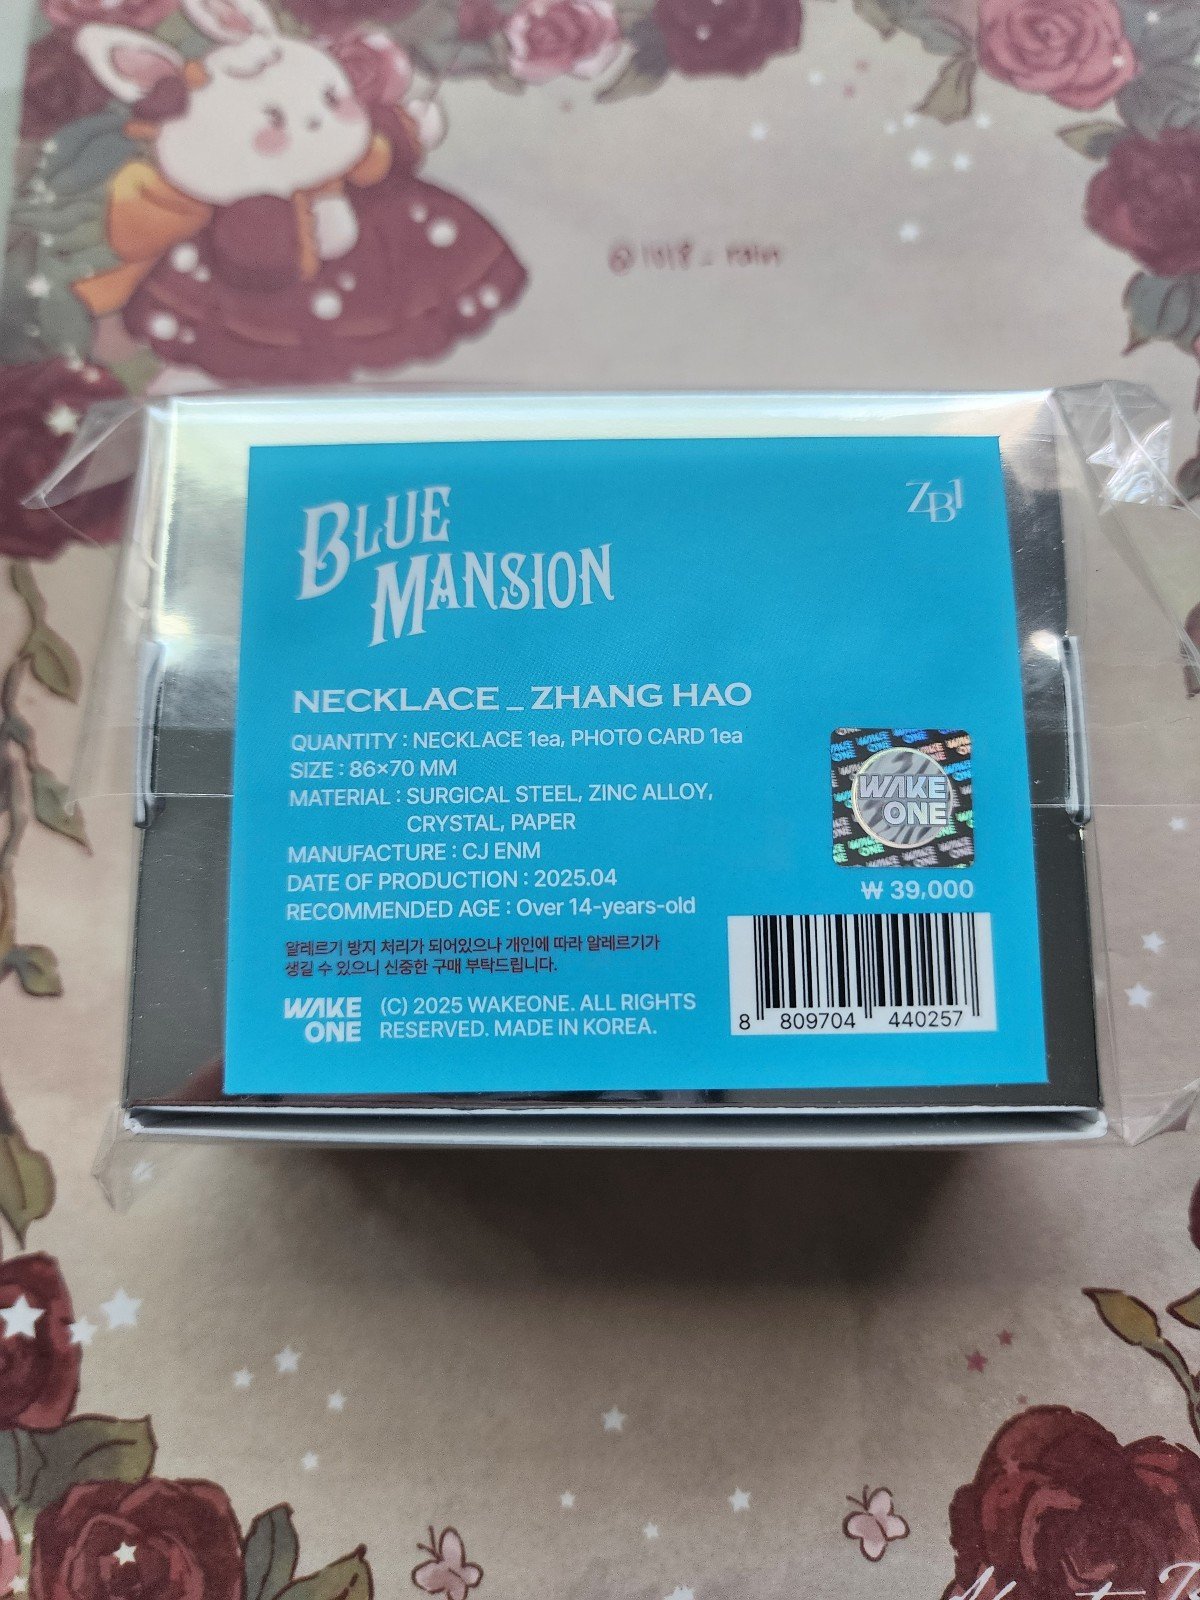 @1018_rain
BLUE
MANSION
ZB1
NECKLACE _ ZHANG HAO
QUANTITY : NECKLACE 1ea, PHOTO CARD 1ea
SIZE : 86×70 MM
MATERIAL : SURGICAL STEEL, ZINC ALLOY,
CRYSTAL, PAPER
MANUFACTURE : CJ ENM
DATE OF PRODUCTION : 2025.04
RECOMMENDED AGE : Over 14-years-old
WAKE
ONE
₩ 39,000
알레르기 방지 처리가 되어있으나 개인에 따라 알레르기가
생길 수 있으니 신중한 구매 부탁드립니다.
WAKE
ONE
(C) 2025 WAKEONE. ALL RIGHTS
RESERVED. MADE IN KOREA.
8 809704 440257